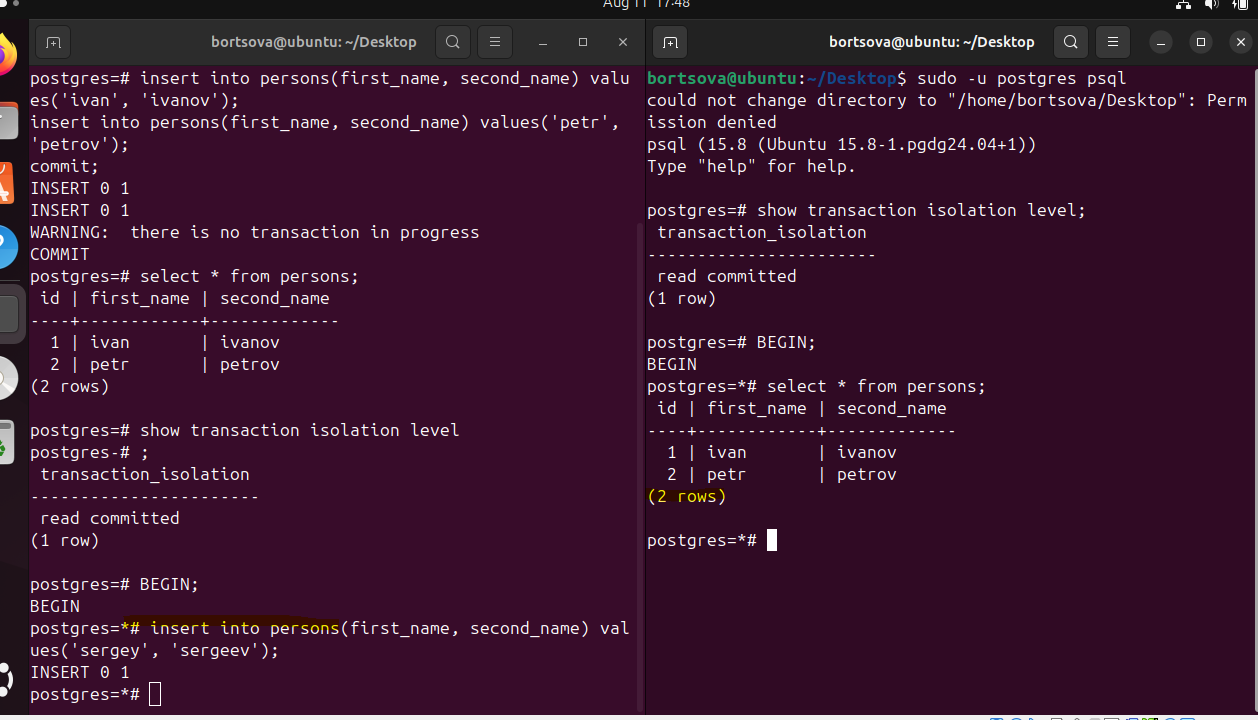 Aug 11 17:48
bortsova@ubuntu: ~/Desktop
postgres=# insert into persons(first_name, second_name) valu
es('ivan', 'ivanov');
insert into persons(first_name, second_name) values('petr',
'petrov');
commit;
INSERT 0 1
INSERT 0 1
WARNING:  there is no transaction in progress
COMMIT
postgres=# select * from persons;
 id | first_name | second_name
----+------------+-------------
  1 | ivan       | ivanov
  2 | petr       | petrov
(2 rows)
postgres=# show transaction isolation level
postgres-# ;
 transaction_isolation
-----------------------
 read committed
(1 row)
postgres=# BEGIN;
BEGIN
postgres=*# insert into persons(first_name, second_name) val
ues('sergey', 'sergeev');
INSERT 0 1
postgres=*#
bortsova@ubuntu: ~/Desktop
bortsova@ubuntu:~/Desktop$ sudo -u postgres psql
could not change directory to "/home/bortsova/Desktop": Perm
ission denied
psql (15.8 (Ubuntu 15.8-1.pgdg24.04+1))
Type "help" for help.
postgres=# show transaction isolation level;
 transaction_isolation
-----------------------
 read committed
(1 row)
postgres=# BEGIN;
BEGIN
postgres=*# select * from persons;
 id | first_name | second_name
----+------------+-------------
  1 | ivan       | ivanov
  2 | petr       | petrov
(2 rows)
postgres=*#